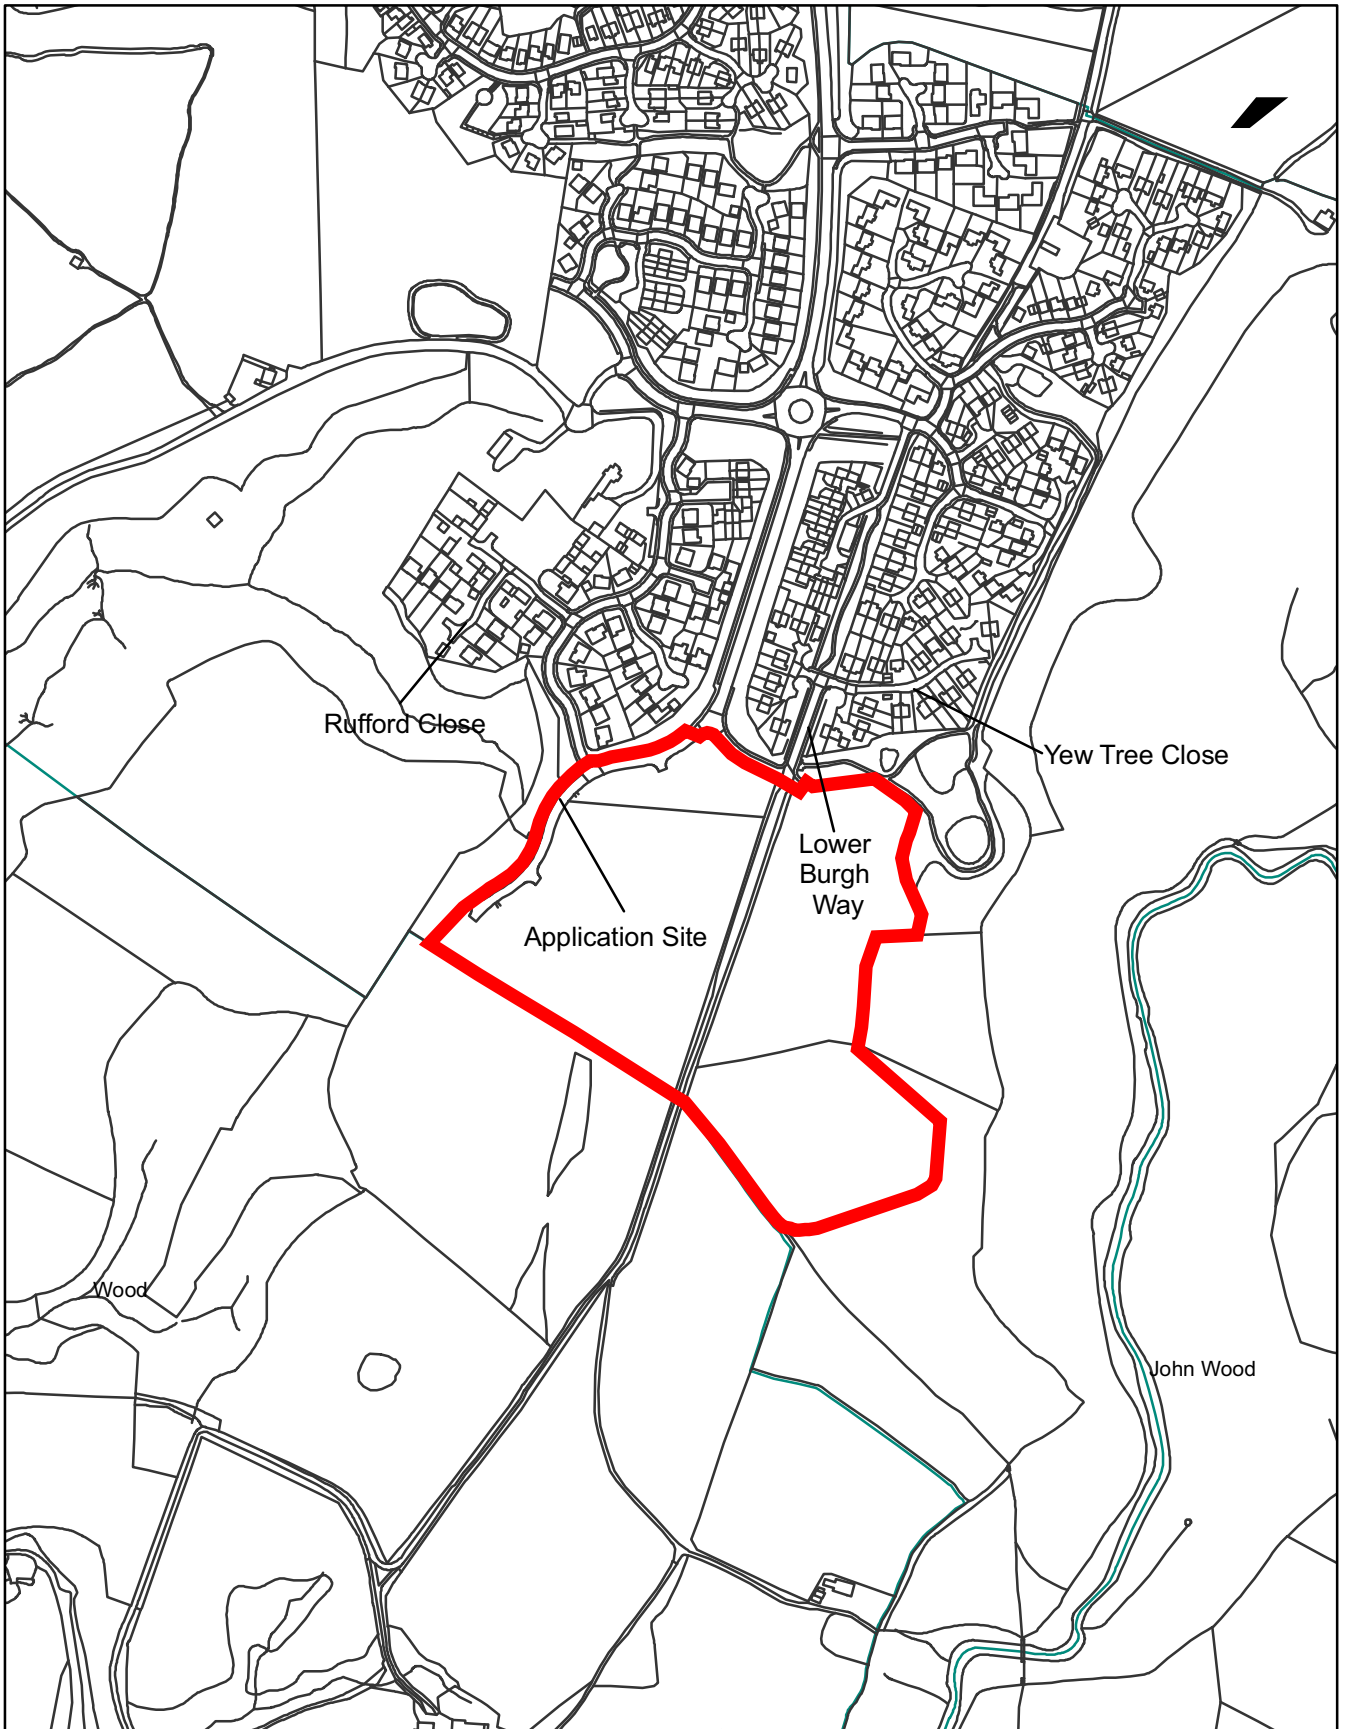 Rufford Close
Yew Tree Close
Lower
Burgh
Way
Application Site
Wood
John Wood